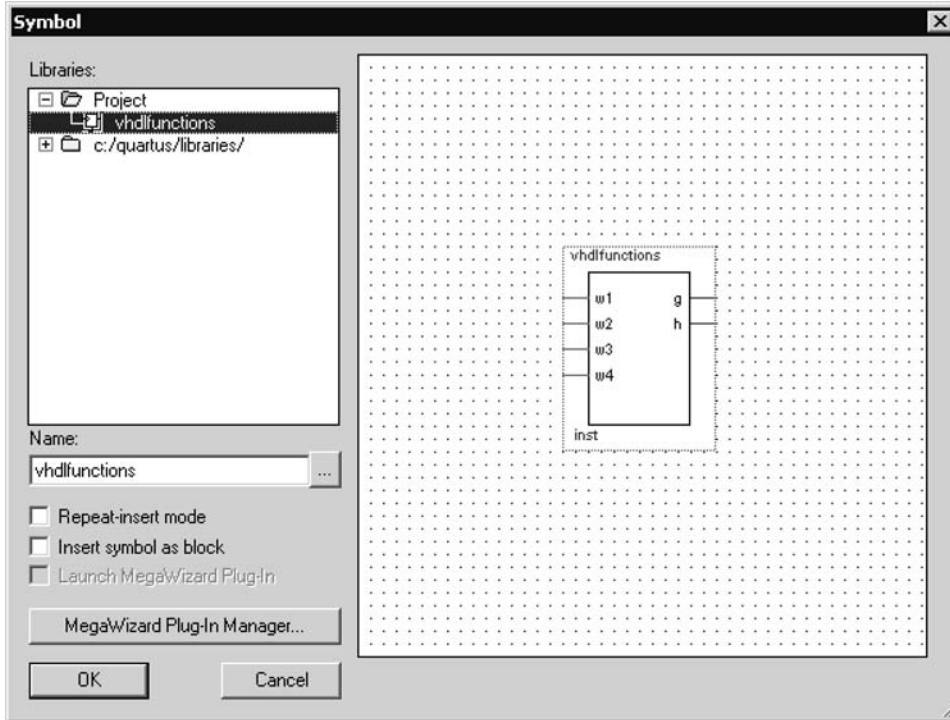 Symbol
Libraries:
Project
vhdlfunctions
c:/quartus/libraries/
Name:
vhdlfunctions
...
Repeat-insert mode
Insert symbol as block
Launch MegaWizard Plug-In
MegaWizard Plug-In Manager...
OK Cancel
vhdlfunctions
w1 g
w2 h
w3
w4
inst